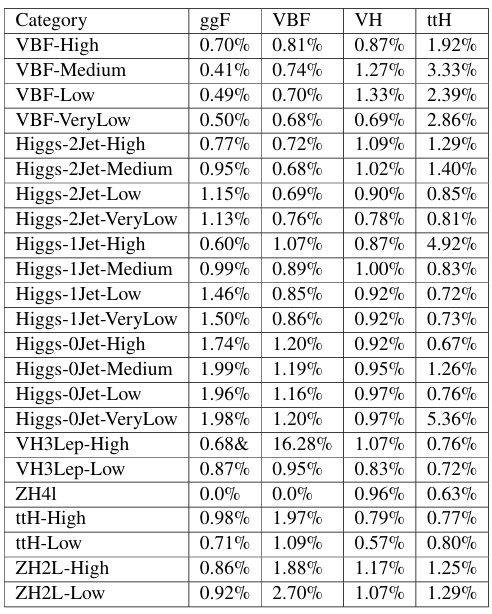 Category ggF VBF VH ttH
VBF-High 0.70% 0.81% 0.87% 1.92%
VBF-Medium 0.41% 0.74% 1.27% 3.33%
VBF-Low 0.49% 0.70% 1.33% 2.39%
VBF-VeryLow 0.50% 0.68% 0.69% 2.86%
Higgs-2Jet-High 0.77% 0.72% 1.09% 1.29%
Higgs-2Jet-Medium 0.95% 0.68% 1.02% 1.40%
Higgs-2Jet-Low 1.15% 0.69% 0.90% 0.85%
Higgs-2Jet-VeryLow 1.13% 0.76% 0.78% 0.81%
Higgs-1Jet-High 0.60% 1.07% 0.87% 4.92%
Higgs-1Jet-Medium 0.99% 0.89% 1.00% 0.83%
Higgs-1Jet-Low 1.46% 0.85% 0.92% 0.72%
Higgs-1Jet-VeryLow 1.50% 0.86% 0.92% 0.73%
Higgs-0Jet-High 1.74% 1.20% 0.92% 0.67%
Higgs-0Jet-Medium 1.99% 1.19% 0.95% 1.26%
Higgs-0Jet-Low 1.96% 1.16% 0.97% 0.76%
Higgs-0Jet-VeryLow 1.98% 1.20% 0.97% 5.36%
VH3Lep-High 0.68& 16.28% 1.07% 0.76%
VH3Lep-Low 0.87% 0.95% 0.83% 0.72%
ZH4l 0.0% 0.0% 0.96% 0.63%
ttH-High 0.98% 1.97% 0.79% 0.77%
ttH-Low 0.71% 1.09% 0.57% 0.80%
ZH2L-High 0.86% 1.88% 1.17% 1.25%
ZH2L-Low 0.92% 2.70% 1.07% 1.29%